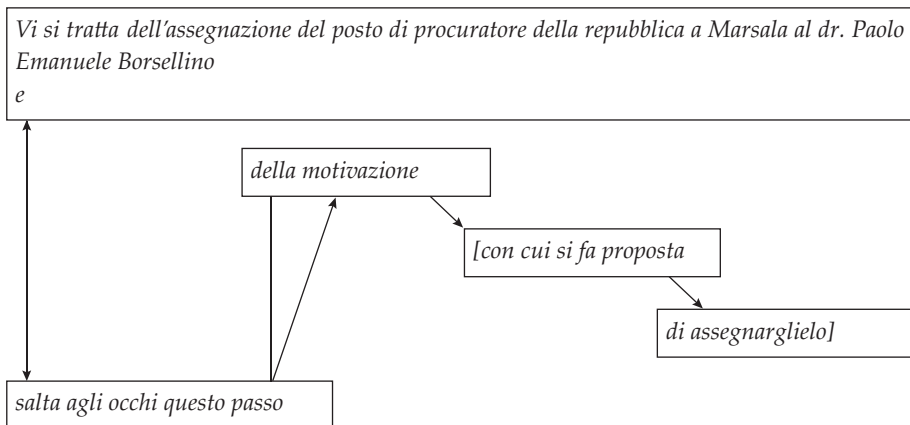 Vi si tratta dell'assegnazione del posto di procuratore della repubblica a Marsala al dr. Paolo
Emanuele Borsellino
e
della motivazione
[con cui si fa proposta
di assegnarglielo]
salta agli occhi questo passo